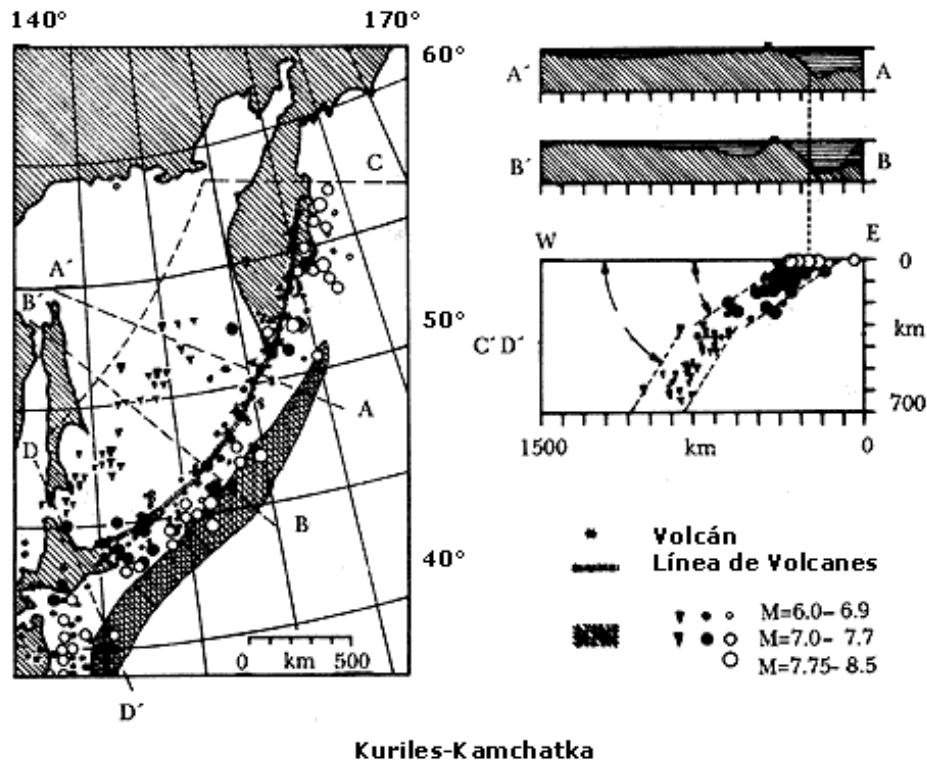 140°
170°
60°
A´
A
C
B´
B
A´
W
E
B´
0
50°
C´ D´
km
A
700
D
1500
km
0
B
Volcán
40°
Línea de Volcanes
M=6.0- 6.9
M=7.0- 7.7
0 km 500
M=7.75- 8.5
D´
Kuriles-Kamchatka